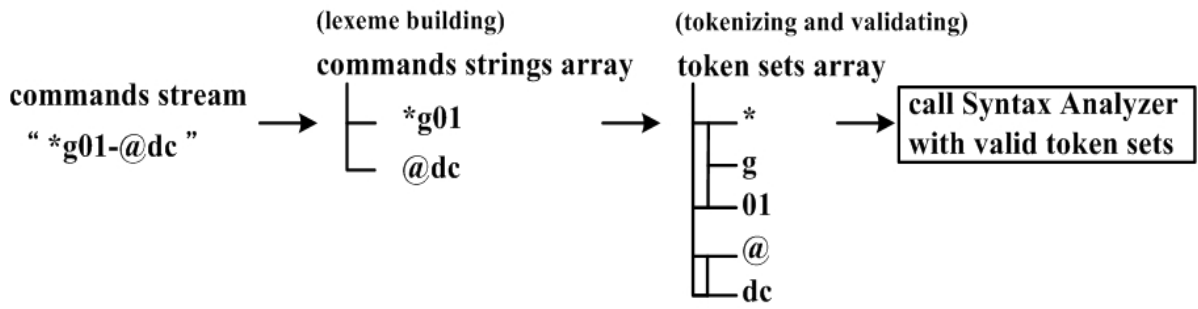 (lexeme building)
(tokenizing and validating)
commands strings array
token sets array
commands stream
“ *g01-@dc ”
*g01
@dc
*
g
01
@
dc
call Syntax Analyzer
with valid token sets